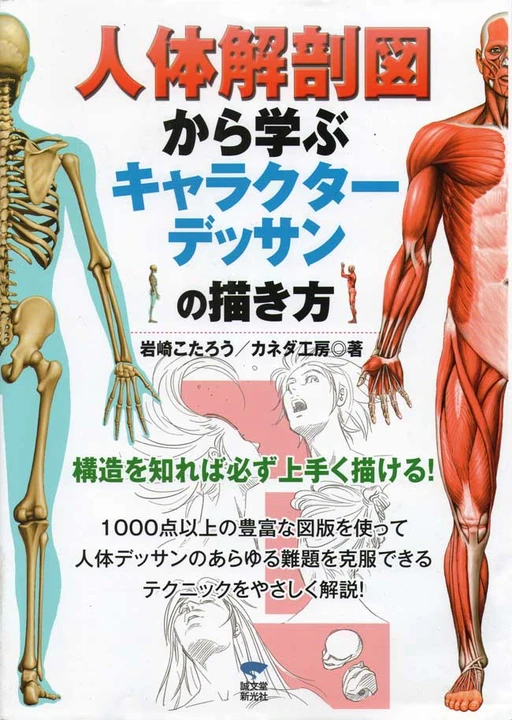 人体解剖図
から学ぶ
キャラクター
デッサン
の描き方
岩崎こたろう／カネダ工房◎著
構造を知れば必ず上手く描ける!
1000点以上の豊富な図版を使って
人体デッサンのあらゆる難題を克服できる
テクニックをやさしく解説!
誠文堂
新光社